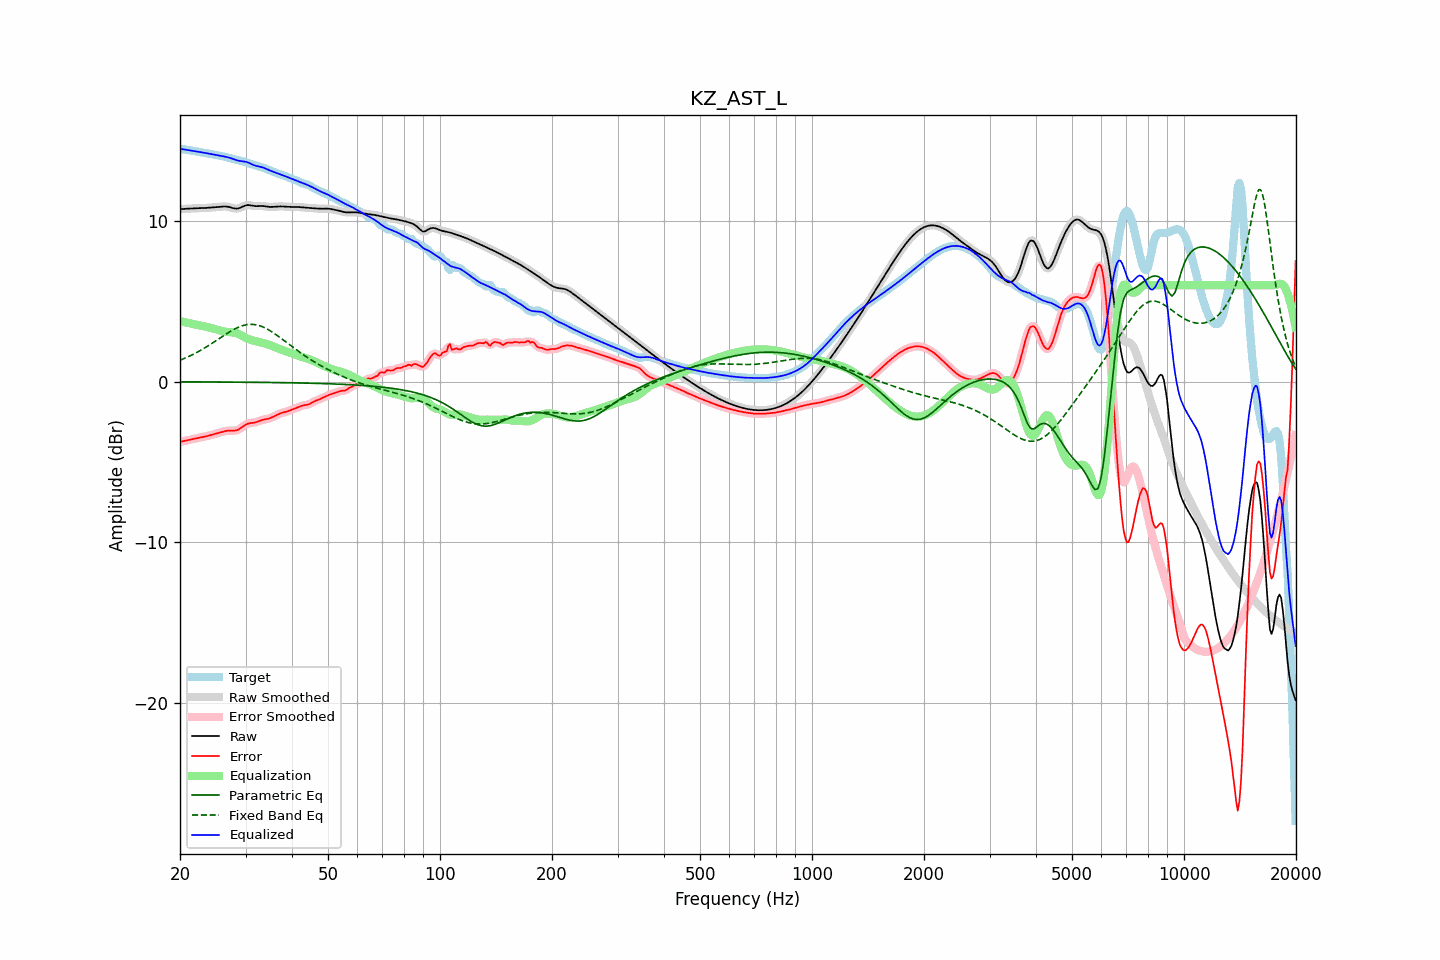 KZ_AST_L
Amplitude (dBr)
10
0
−10
−20
Target
Raw Smoothed
Error Smoothed
Raw
Error
Equalization
Parametric Eq
Fixed Band Eq
Equalized
20 50 100 200 500 1000 2000 5000 10000 20000
Frequency (Hz)